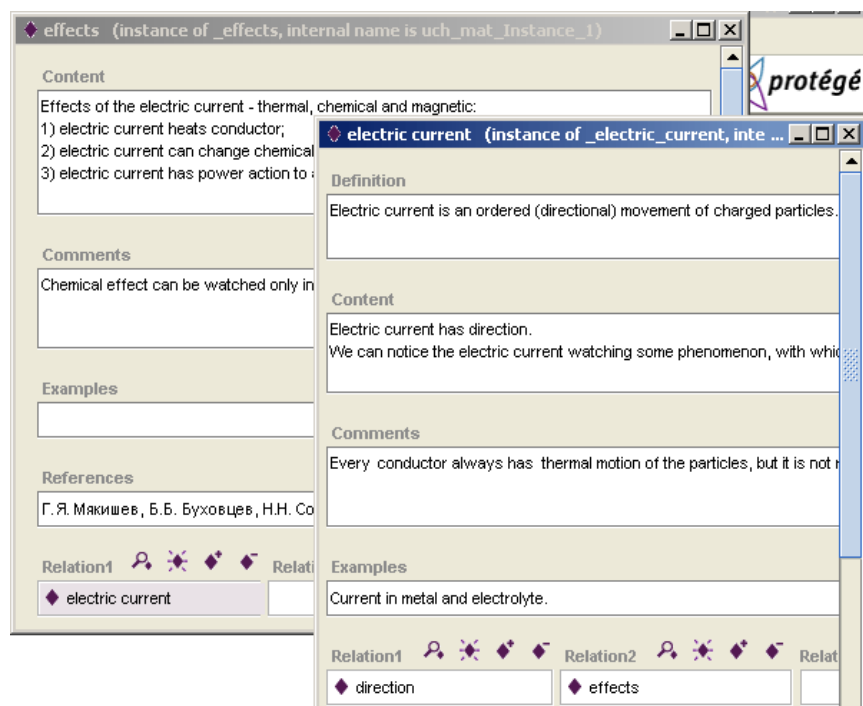 effects (instance of _effects, internal name is uch_mat_Instance_1)
protégé
Content
Effects of the electric current - thermal, chemical and magnetic:
1) electric current heats conductor;
2) electric current can change chemical
3) electric current has power action to
Comments
Chemical effect can be watched only in
Examples
References
Г.Я. Мякишев, Б.Б. Буховцев, Н.Н. Со
Relation1
Relati
electric current
electric current (instance of _electric_current, inte ...
Definition
Electric current is an ordered (directional) movement of charged particles.
Content
Electric current has direction.
We can notice the electric current watching some phenomenon, with whic
Comments
Every conductor always has thermal motion of the particles, but it is not
Examples
Current in metal and electrolyte.
Relation1
Relation2
Relat
direction
effects